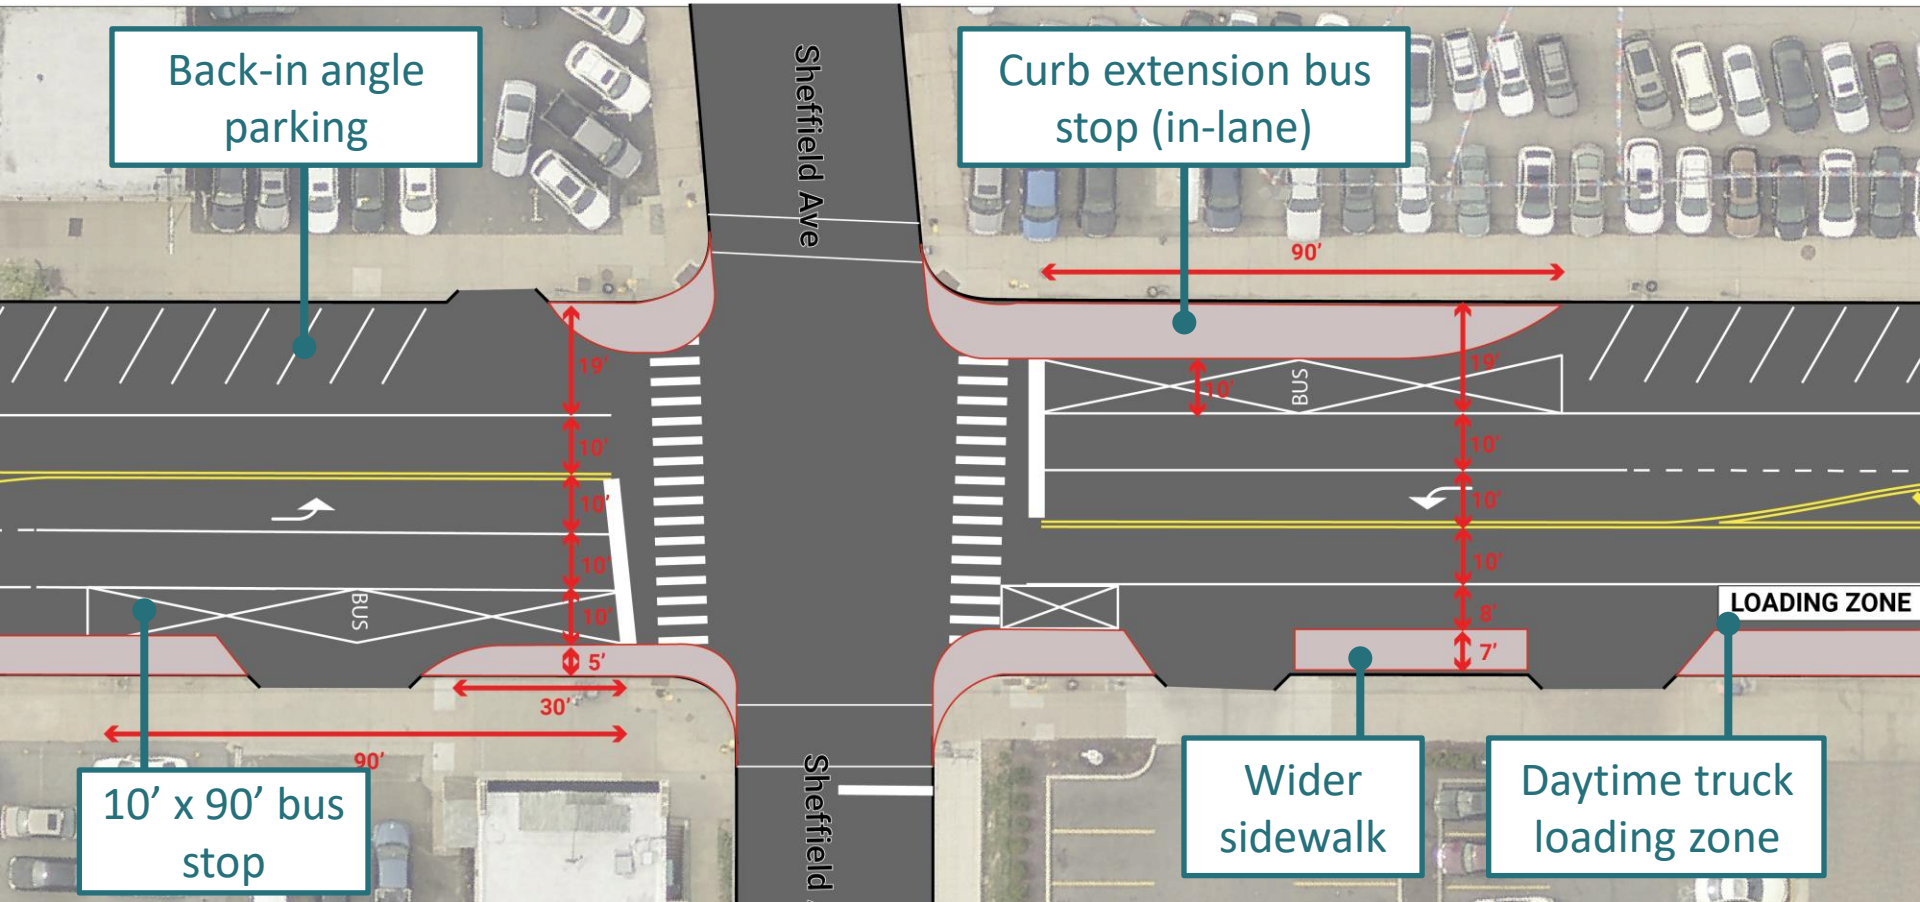 Back-in angle
parking
Sheffield Ave
Curb extension bus
stop (in-lane)
90'
19'
19'
10'
BUS
10'
10'
10'
10'
10'
10'
BUS
10'
8'
LOADING ZONE
5'
7'
30'
90'
10’ x 90’ bus
stop
Sheffield
Wider
sidewalk
Daytime truck
loading zone